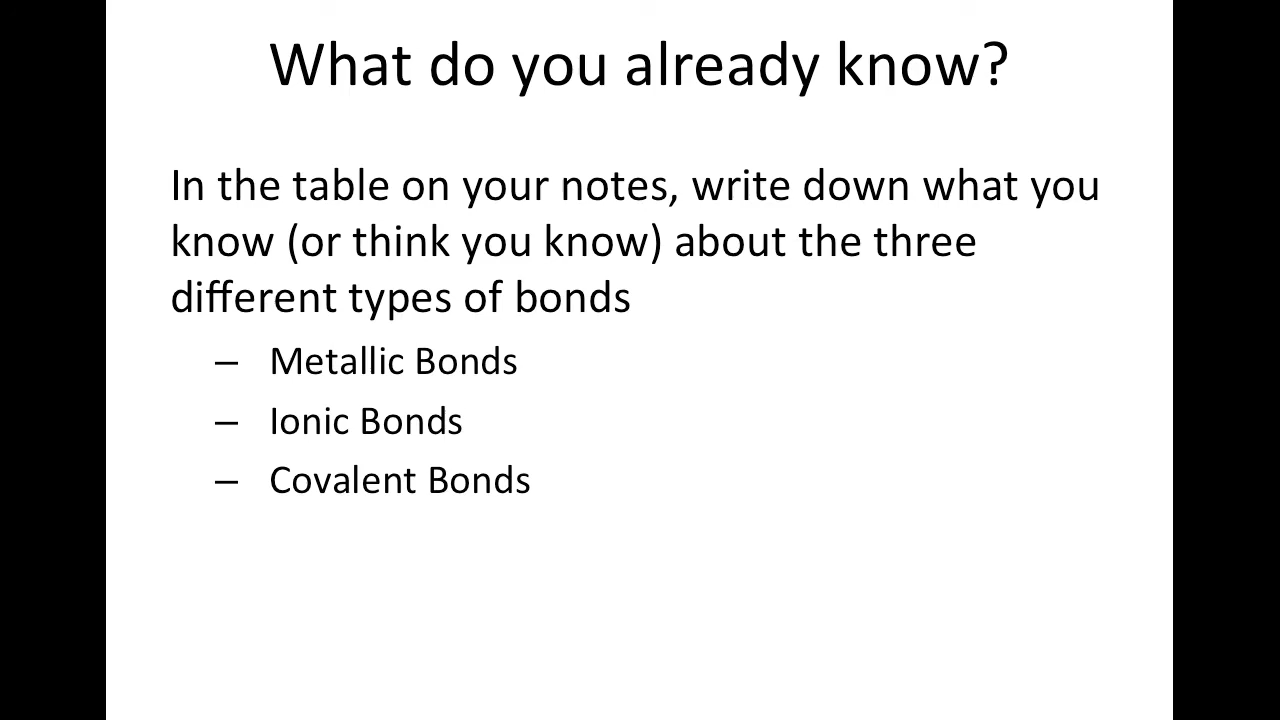 What do you already know?
In the table on your notes, write down what you
know (or think you know) about the three
different types of bonds
– Metallic Bonds
– Ionic Bonds
– Covalent Bonds